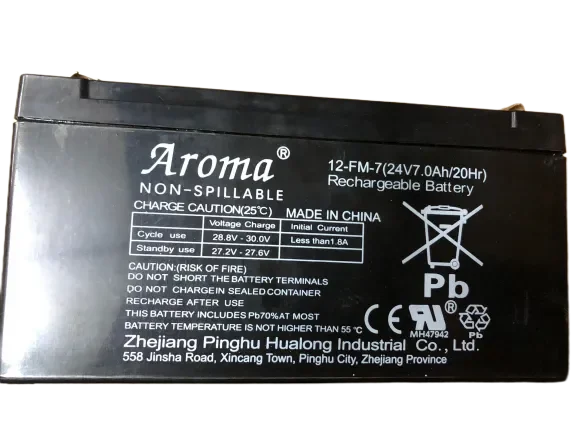 Aroma®
NON-SPILLABLE
12-FM-7(24V7.0Ah/20Hr)
Rechargeable Battery
CHARGE CAUTION(25℃)
MADE IN CHINA
Voltage Charge Initial Current
Cycle use 28.8V - 30.0V Less than1.8A
Standby use 27.2V - 27.6V
CAUTION:(RISK OF FIRE)
DO NOT SHORT THE BATTERY TERMINALS
DO NOT CHARGE IN SEALED CONTAINER
RECHARGE AFTER USE
THIS BATTERY INCLUDES Pb70%AT MOST
BATTERY TEMPERATURE IS NOT HIGHER THAN 55℃
Pb
CE
RU®
MH47942
Pb
Zhejiang Pinghu Hualong Industrial Co., Ltd.
558 Jinsha Road, Xincang Town, Pinghu City, Zhejiang Province